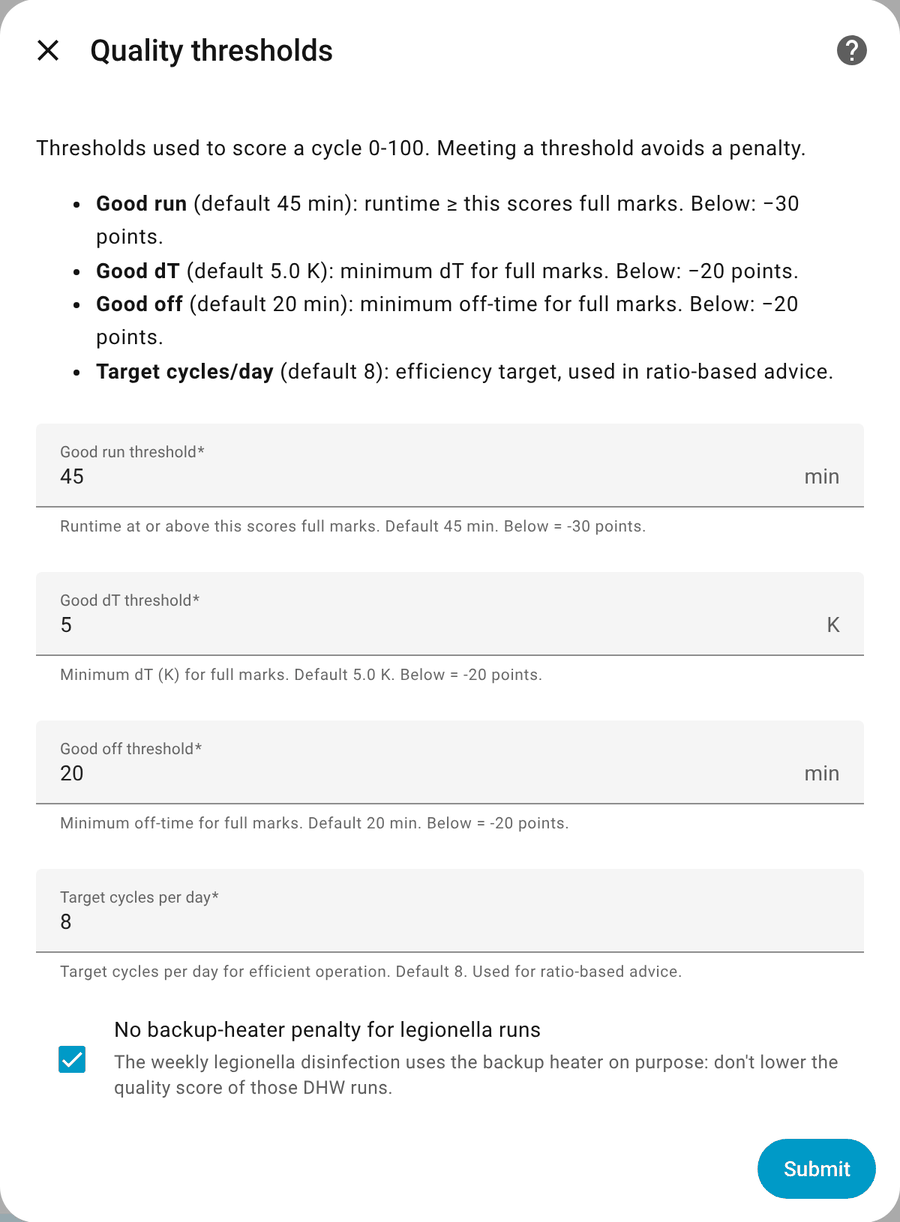 Quality thresholds
?
Thresholds used to score a cycle 0-100. Meeting a threshold avoids a penalty.
• Good run (default 45 min): runtime ≥ this scores full marks. Below: −30
points.
• Good dT (default 5.0 K): minimum dT for full marks. Below: −20 points.
• Good off (default 20 min): minimum off-time for full marks. Below: −20
points.
• Target cycles/day (default 8): efficiency target, used in ratio-based advice.
Good run threshold*
45 min
Runtime at or above this scores full marks. Default 45 min. Below = -30 points.
Good dT threshold*
5 K
Minimum dT (K) for full marks. Default 5.0 K. Below = -20 points.
Good off threshold*
20 min
Minimum off-time for full marks. Default 20 min. Below = -20 points.
Target cycles per day*
8
Target cycles per day for efficient operation. Default 8. Used for ratio-based advice.
No backup-heater penalty for legionella runs
The weekly legionella disinfection uses the backup heater on purpose: don't lower the
quality score of those DHW runs.
Submit